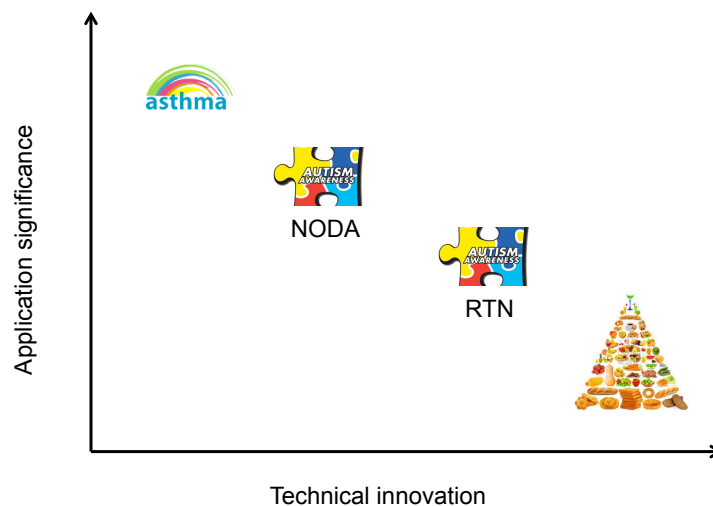 asthma
AUTISM
AWARENESS
NODA
AUTISM
AWARENESS
RTN
Application significance
Technical innovation